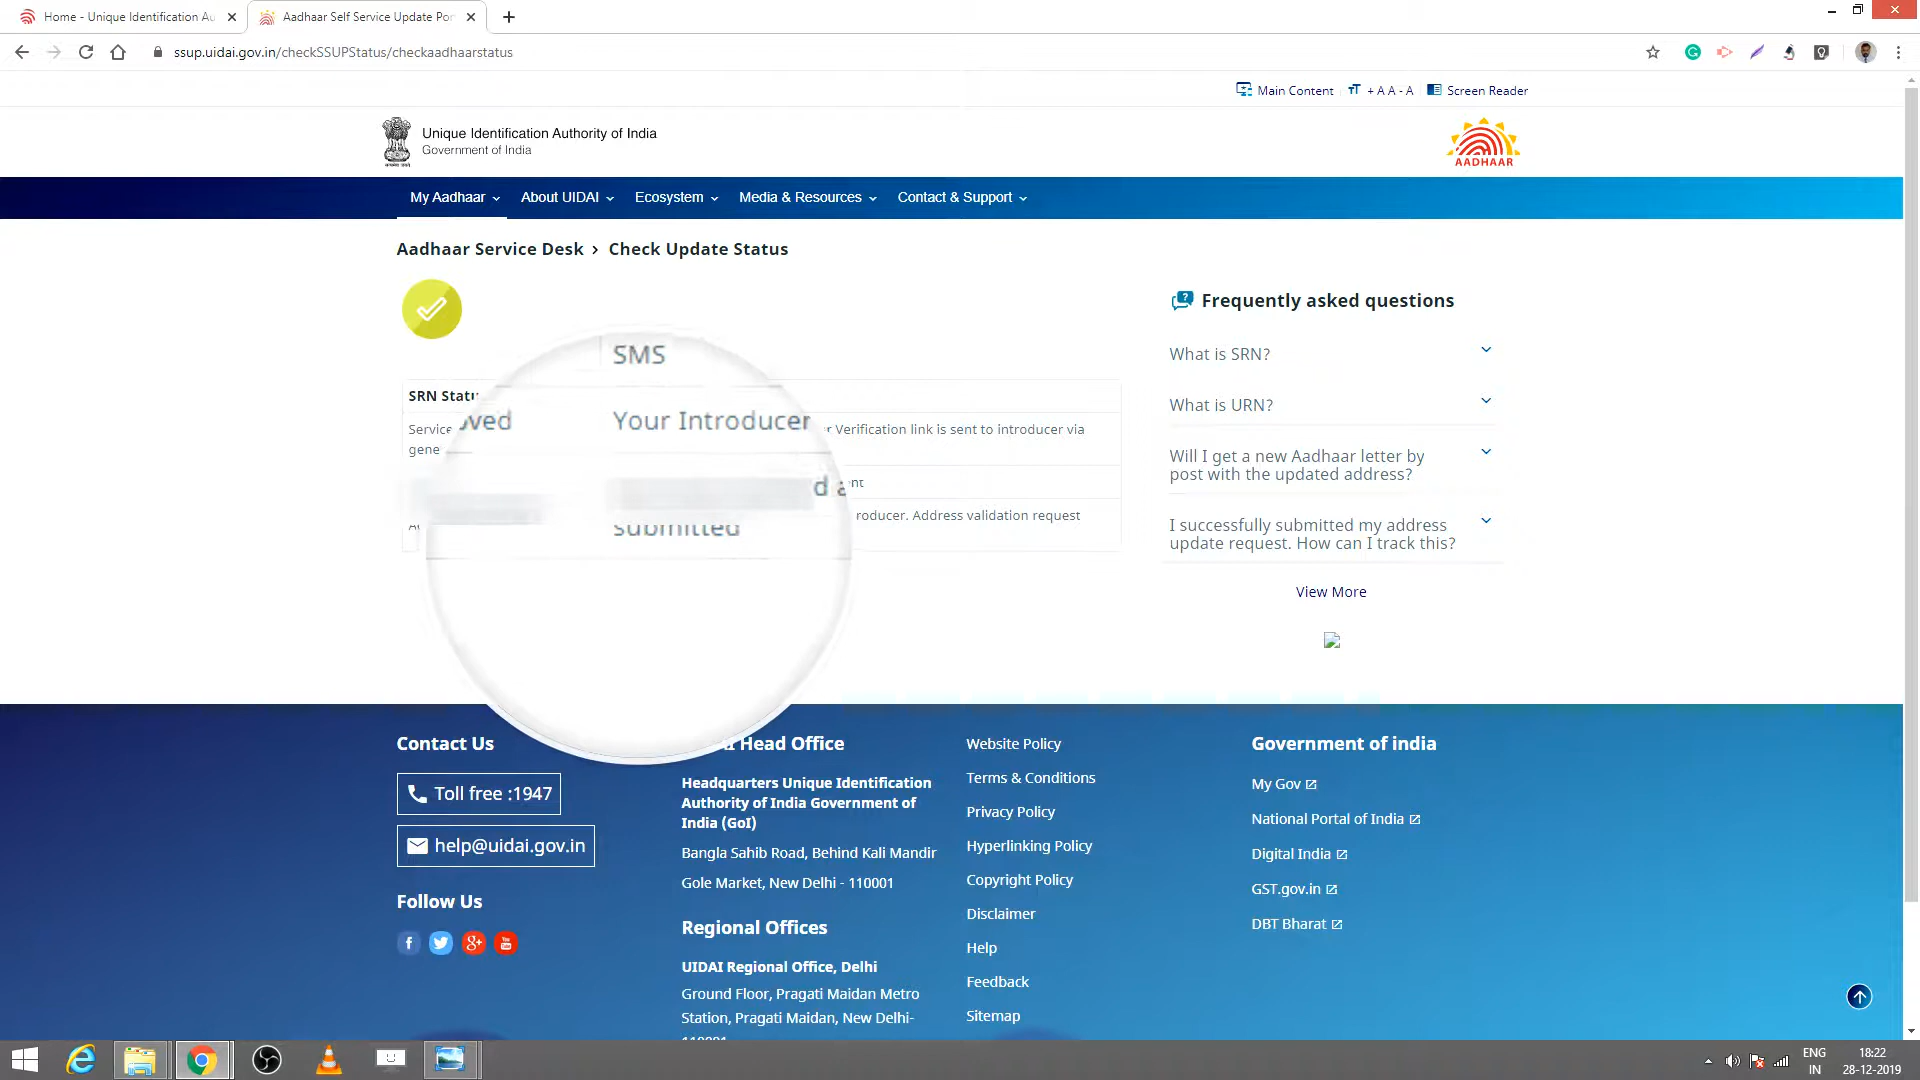 Home - Unique Identification Au
Aadhaar Self Service Update Por
ssup.uidai.gov.in/checkSSUPStatus/checkaadhaarstatus
Main Content + A A - A Screen Reader
Unique Identification Authority of India
Government of India
AADHAAR
My Aadhaar About UIDAI Ecosystem Media & Resources Contact & Support
Aadhaar Service Desk › Check Update Status
SMS
SRN Statu
oved Your Introducer
Service r Verification link is sent to introducer via
gene
d a ent
submitted roducer. Address validation request
Frequently asked questions
What is SRN?
What is URN?
Will I get a new Aadhaar letter by
post with the updated address?
I successfully submitted my address
update request. How can I track this?
View More
Contact Us
Toll free :1947
help@uidai.gov.in
Follow Us
I Head Office
Headquarters Unique Identification
Authority of India Government of
India (GoI)
Bangla Sahib Road, Behind Kali Mandir
Gole Market, New Delhi - 110001
Regional Offices
UIDAI Regional Office, Delhi
Ground Floor, Pragati Maidan Metro
Station, Pragati Maidan, New Delhi-
Website Policy
Terms & Conditions
Privacy Policy
Hyperlinking Policy
Copyright Policy
Disclaimer
Help
Feedback
Sitemap
Government of india
My Gov
National Portal of India
Digital India
GST.gov.in
DBT Bharat
ENG
IN
18:22
28-12-2019